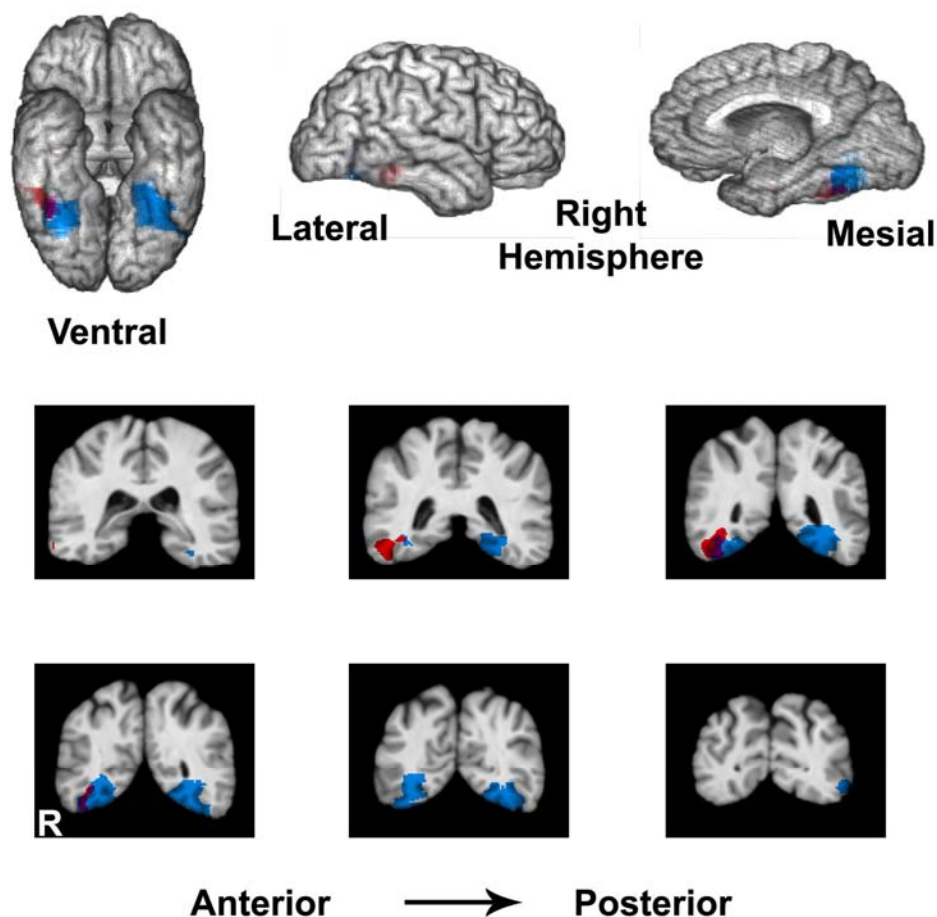 Lateral
Right
Hemisphere
Mesial
Ventral
R
Anterior
Posterior